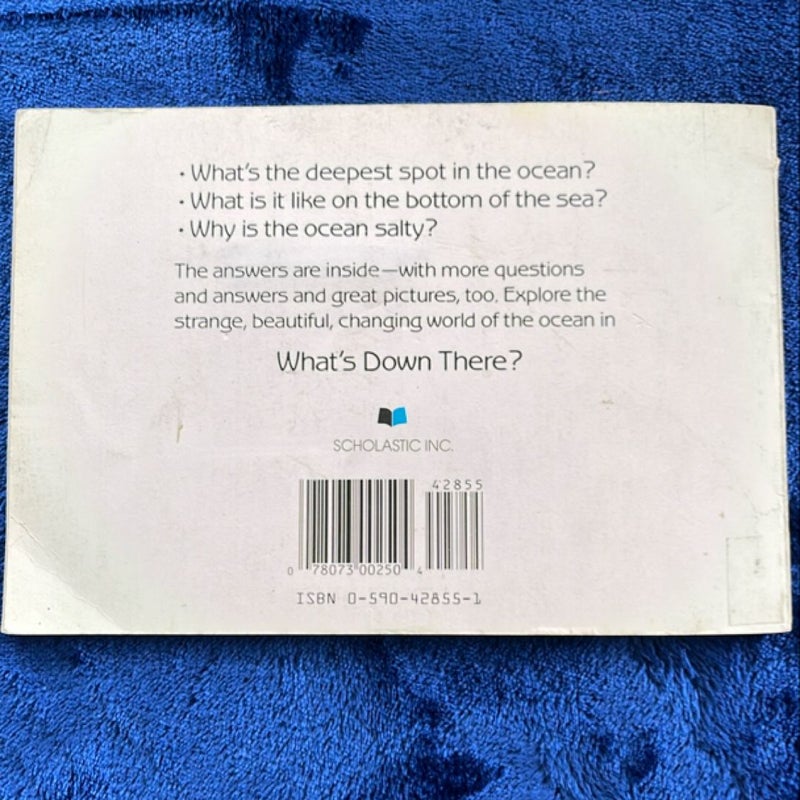 • What's the deepest spot in the ocean?
• What is it like on the bottom of the sea?
• Why is the ocean salty?
The answers are inside—with more questions
and answers and great pictures, too. Explore the
strange, beautiful, changing world of the ocean in
What's Down There?
SCHOLASTIC INC.
42855
0 78073 00250 4
ISBN 0-590-42855-1